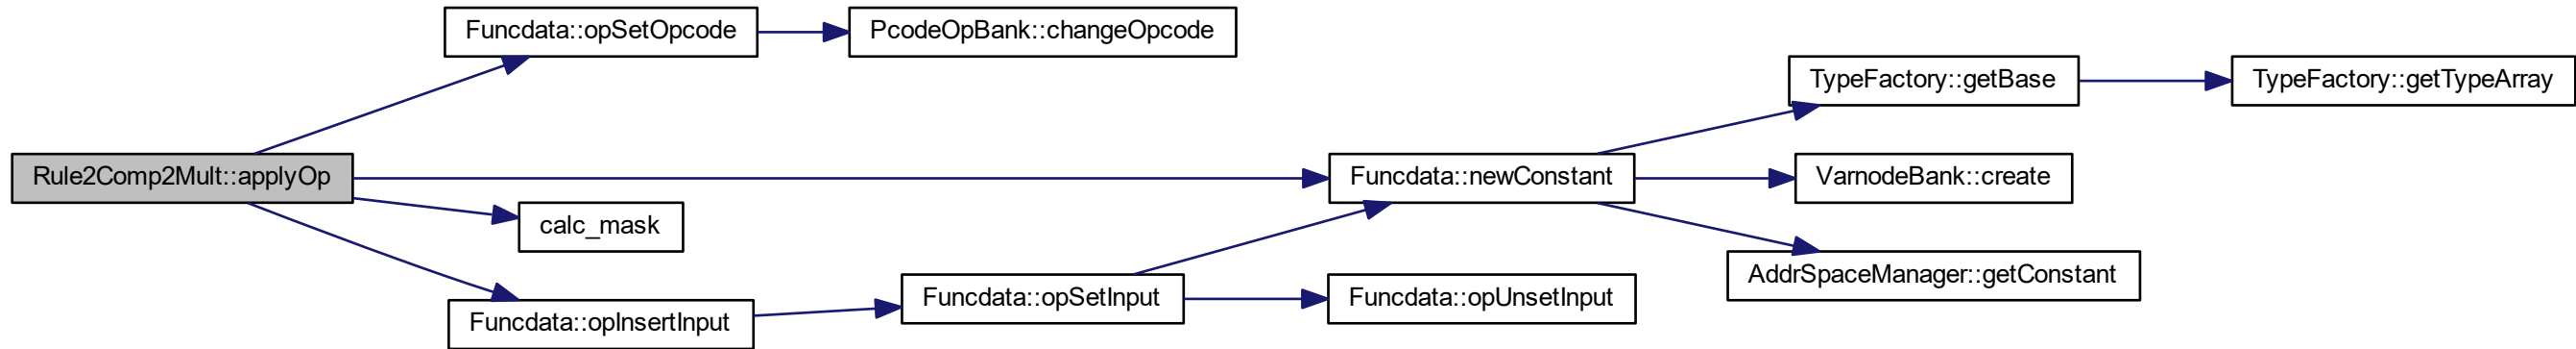 Funcdata::opSetOpcode
PcodeOpBank::changeOpcode
TypeFactory::getBase
TypeFactory::getTypeArray
Rule2Comp2Mult::applyOp
Funcdata::newConstant
VarnodeBank::create
calc_mask
AddrSpaceManager::getConstant
Funcdata::opSetInput
Funcdata::opUnsetInput
Funcdata::opInsertInput